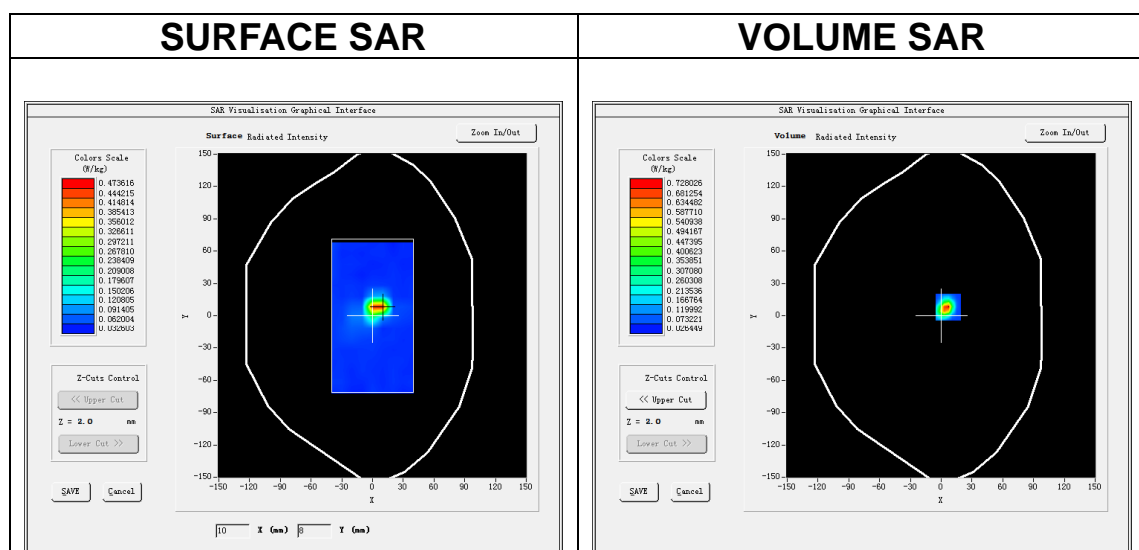 SURFACE SAR
VOLUME SAR
SAR Visualisation Graphical Interface
Surface Radiated Intensity
Zoom In/Out
Colors Scale
(W/kg)
0.473616
0.444215
0.414814
0.385413
0.356012
0.326611
0.297211
0.267810
0.238409
0.209008
0.179607
0.150206
0.120805
0.091405
0.062004
0.032603
150
120
90
60
30
0
-30
-60
-90
-120
-150
Y
-150 -120 -90 -60 -30 0 30 60 90 120 150
X
Z-Cuts Control
<< Upper Cut
Z = 2.0 mm
Lower Cut >>
SAVE Cancel
10 X (mm) 8 Y (mm)
SAR Visualisation Graphical Interface
Volume Radiated Intensity
Zoom In/Out
Colors Scale
(W/kg)
0.728026
0.681254
0.634482
0.587710
0.540938
0.494167
0.447395
0.400623
0.353851
0.307080
0.260308
0.213536
0.166764
0.119992
0.073221
0.026449
150
120
90
60
30
0
-30
-60
-90
-120
-150
Y
-150 -120 -90 -60 -30 0 30 60 90 120 150
X
Z-Cuts Control
<< Upper Cut
Z = 2.0 mm
Lower Cut >>
SAVE Cancel